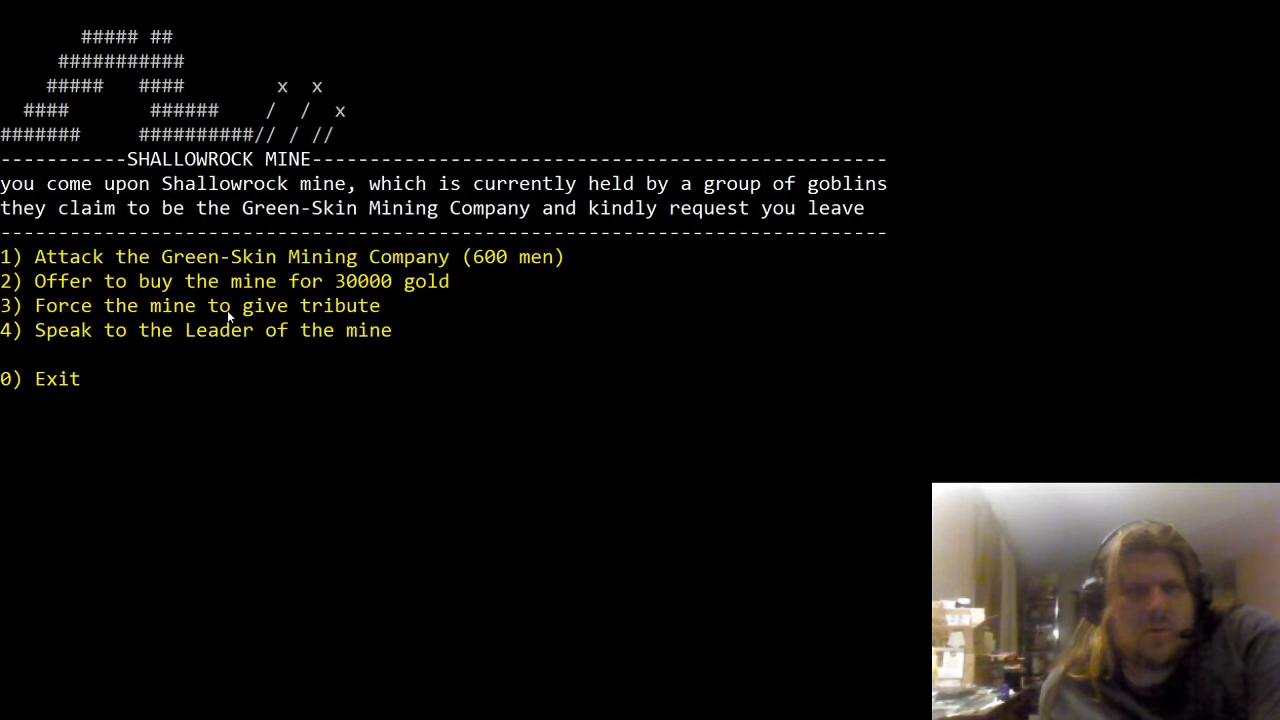 ##### ##
###########
##### #### x x
#### ###### / / x
####### ##########// / //
-----------SHALLOWROCK MINE--------------------------------------------------
you come upon Shallowrock mine, which is currently held by a group of goblins
they claim to be the Green-Skin Mining Company and kindly request you leave
-----------------------------------------------------------------------------
1) Attack the Green-Skin Mining Company (600 men)
2) Offer to buy the mine for 30000 gold
3) Force the mine to give tribute
4) Speak to the Leader of the mine
0) Exit